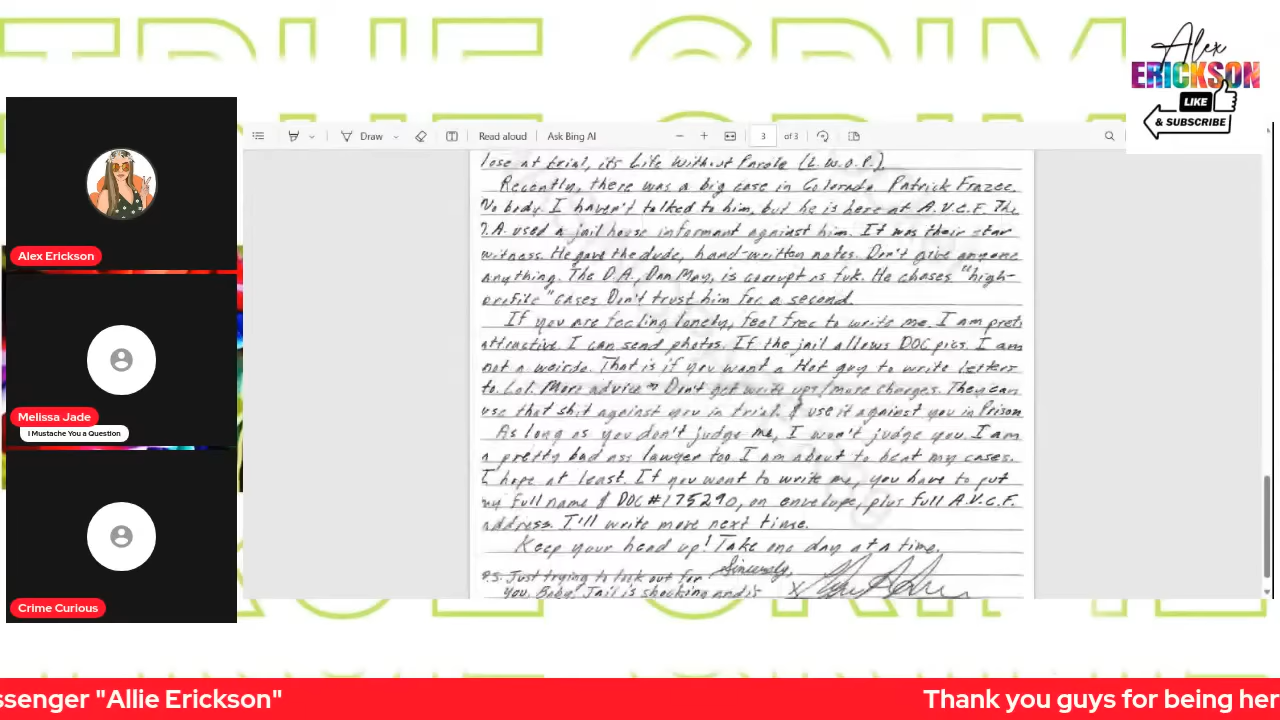 TRUE CRIME
Alex
ERICKSON
LIKE
& SUBSCRIBE
Draw
Read aloud
Ask Bing AI
3
of 3
lose at trial, its Life Without Parole (L.W.O.P.).
Recently, there was a big case in Colorado Patrick Frazee.
No body. I haven't talked to him, but he is here at A.V.C.F. The
D.A. used a jail house informant against him. It was their star
witness. He gave the dude, hand-written notes. Don't give anyone
anything. The D.A., Dan May, is corrupt as fuk. He chases "high-
profile" cases Don't trust him for a second.
If you are feeling lonely, feel free to write me. I am prett
attractive. I can send photos. If the jail allows DOC pics. I am
not a weirdo. That is if you want a Hot guy to write letters
to. Lol. More advice Don't get write ups/more charges. They can
use that shit against you in trial. & use it against you in Prison
As long as you don't judge me, I won't judge you. I am
a pretty bad ass lawyer too I am about to beat my cases.
I hope at least. If you want to write me, you have to put
my full name & DOC #175290, on envelope, plus full A.V.C.F.
address. I'll write more next time.
Keep your head up! Take one day at a time.
Sincerely,
P.S. Just trying to look out for
you, Babe! Jail is shocking and is
X
Alex Erickson
Melissa Jade
I Mustache You a Question
Crime Curious
TRUE CRIME
ssenger "Allie Erickson"
Thank you guys for being her